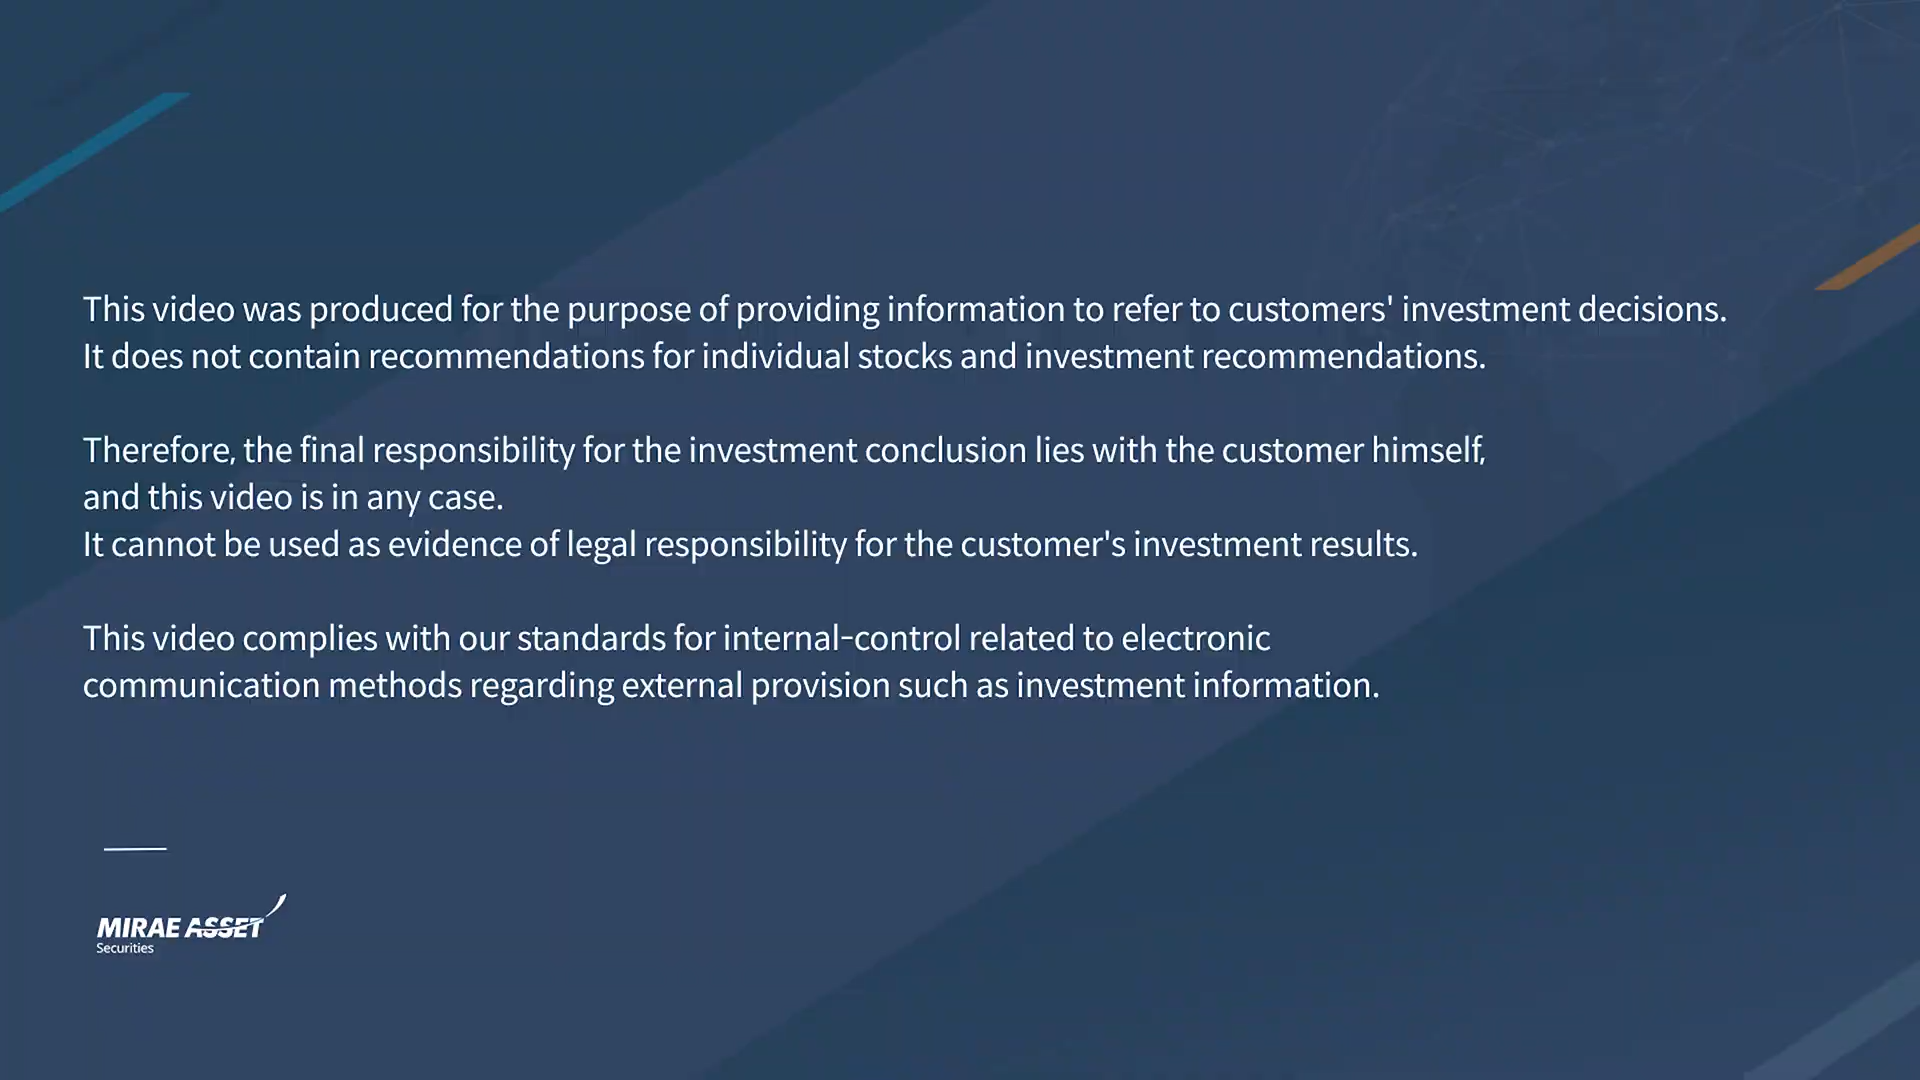 This video was produced for the purpose of providing information to refer to customers' investment decisions.
It does not contain recommendations for individual stocks and investment recommendations.
Therefore, the final responsibility for the investment conclusion lies with the customer himself,
and this video is in any case.
It cannot be used as evidence of legal responsibility for the customer's investment results.
This video complies with our standards for internal-control related to electronic
communication methods regarding external provision such as investment information.
MIRAE ASSET
Securities